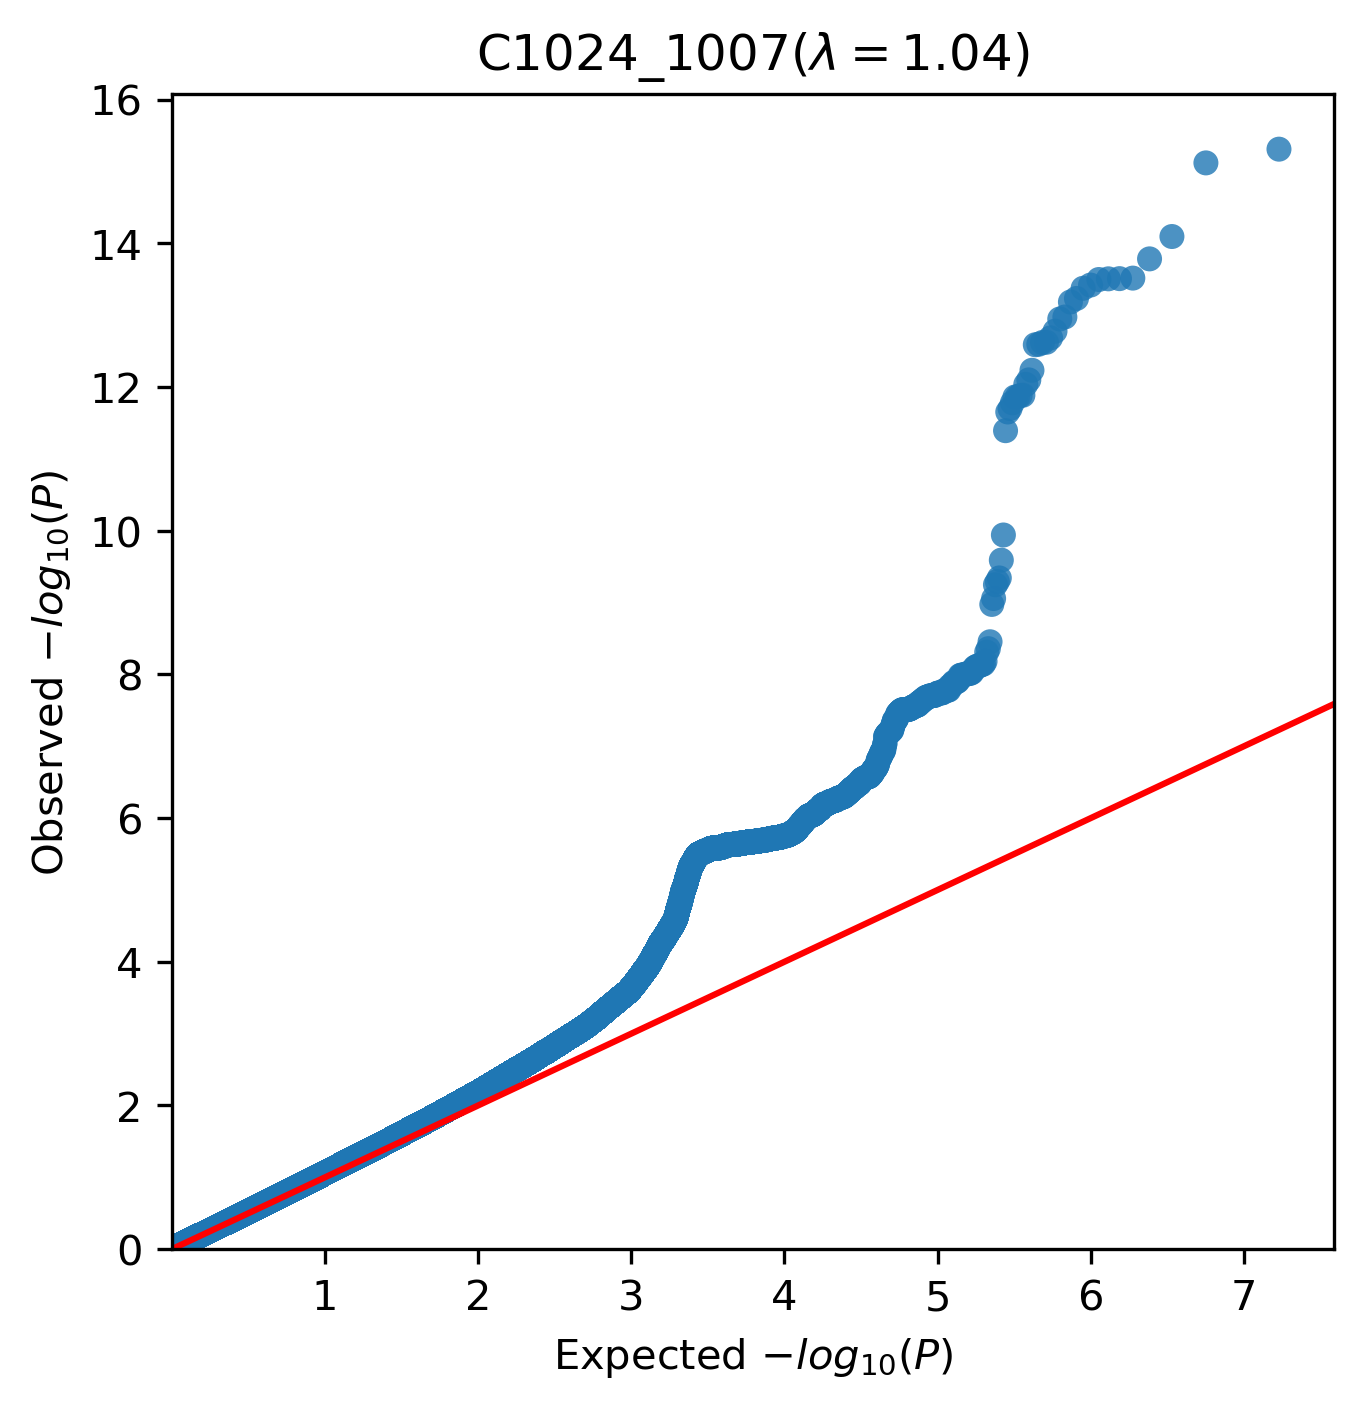 C1024_1007(λ = 1.04)
16
14
12
10
8
6
4
2
0
Observed −log₁₀(P)
1 2 3 4 5 6 7
Expected −log₁₀(P)